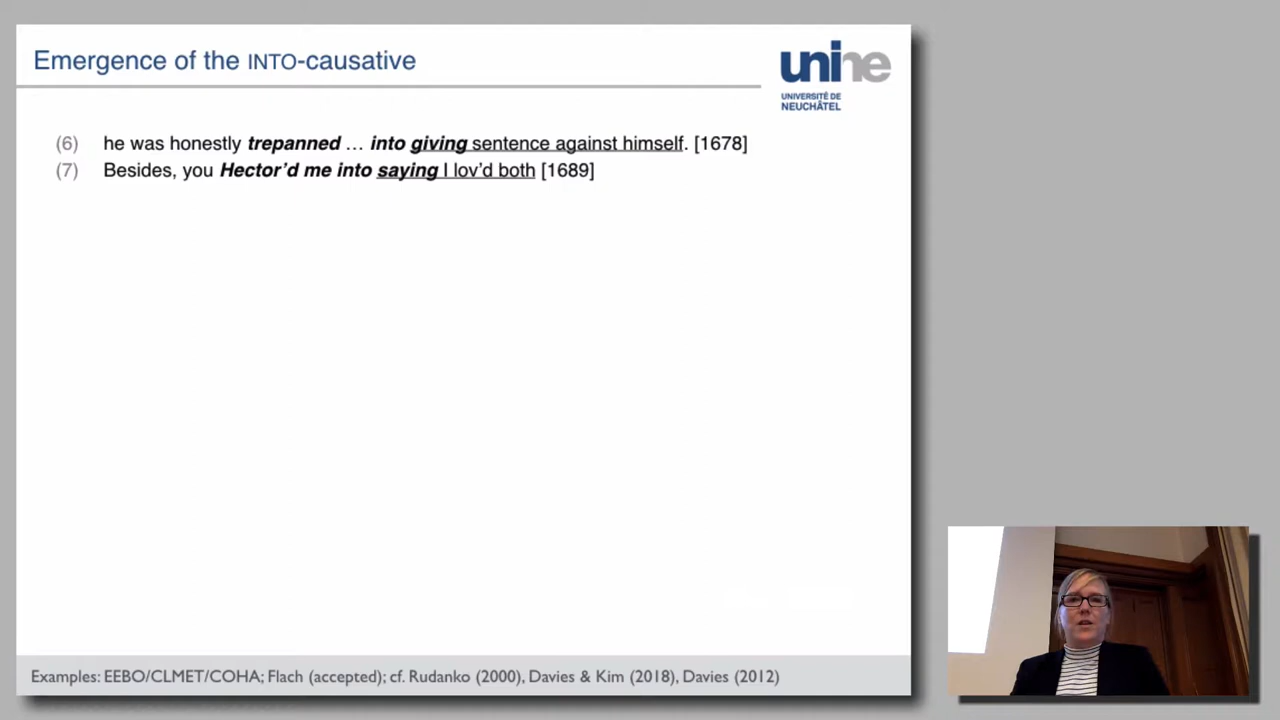 Emergence of the INTO-causative
unine
UNIVERSITÉ DE
NEUCHÂTEL
(6) he was honestly trepanned … into giving sentence against himself. [1678]
(7) Besides, you Hector’d me into saying I lov’d both [1689]
Examples: EEBO/CLMET/COHA; Flach (accepted); cf. Rudanko (2000), Davies & Kim (2018), Davies (2012)